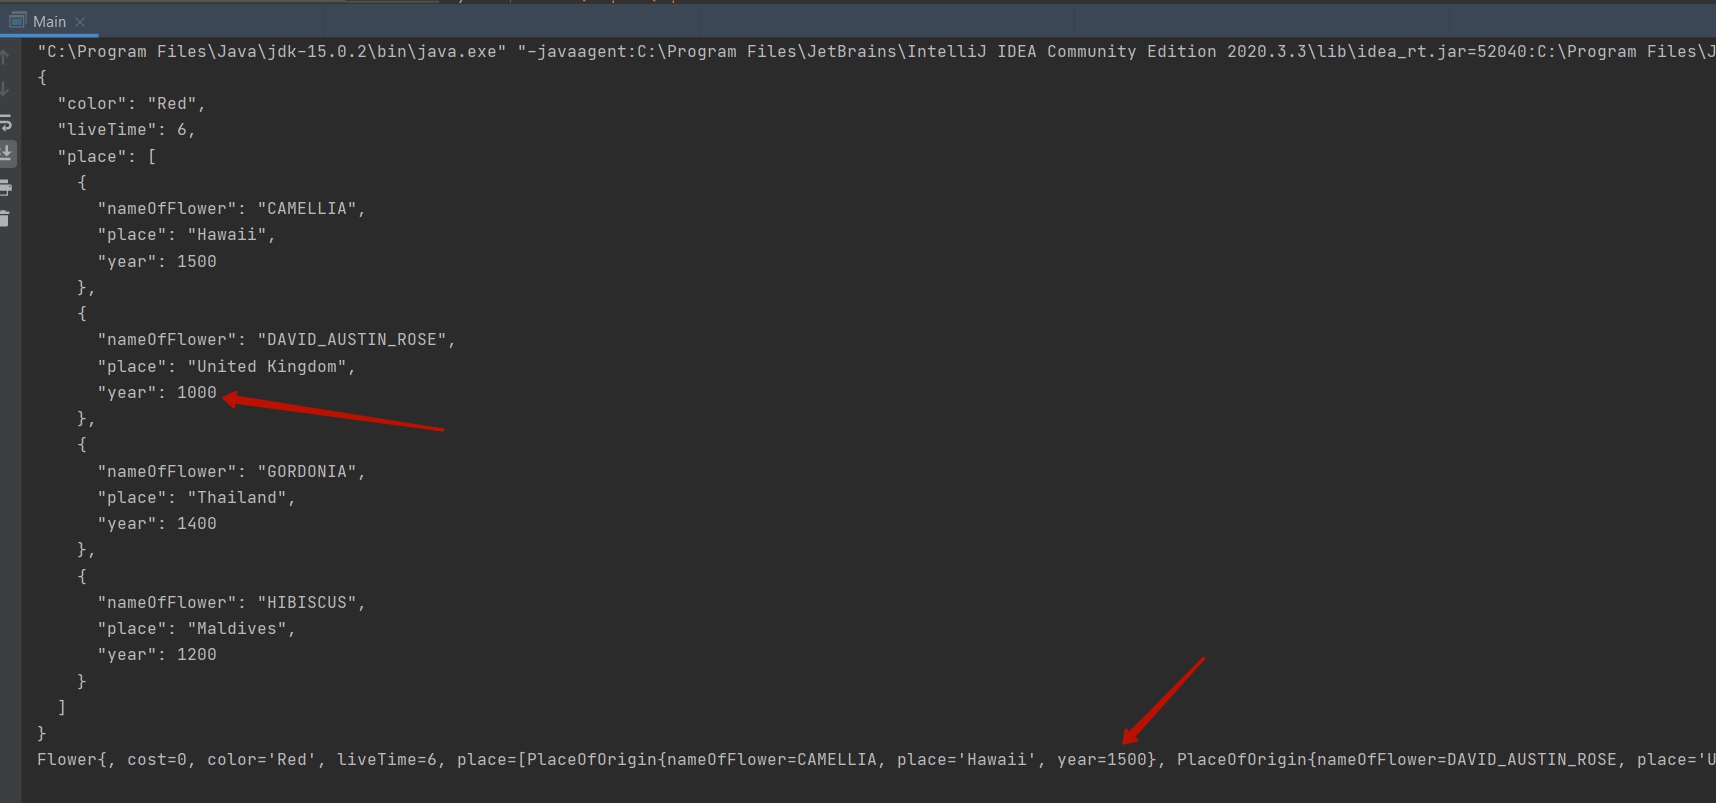 Main
"C:\Program Files\Java\jdk-15.0.2\bin\java.exe" "-javaagent:C:\Program Files\JetBrains\IntelliJ IDEA Community Edition 2020.3.3\lib\idea_rt.jar=52040:C:\Program Files\J
{
  "color": "Red",
  "liveTime": 6,
  "place": [
    {
      "nameOfFlower": "CAMELLIA",
      "place": "Hawaii",
      "year": 1500
    },
    {
      "nameOfFlower": "DAVID_AUSTIN_ROSE",
      "place": "United Kingdom",
      "year": 1000
    },
    {
      "nameOfFlower": "GORDONIA",
      "place": "Thailand",
      "year": 1400
    },
    {
      "nameOfFlower": "HIBISCUS",
      "place": "Maldives",
      "year": 1200
    }
  ]
}
Flower{, cost=0, color='Red', liveTime=6, place=[PlaceOfOrigin{nameOfFlower=CAMELLIA, place='Hawaii', year=1500}, PlaceOfOrigin{nameOfFlower=DAVID_AUSTIN_ROSE, place='U